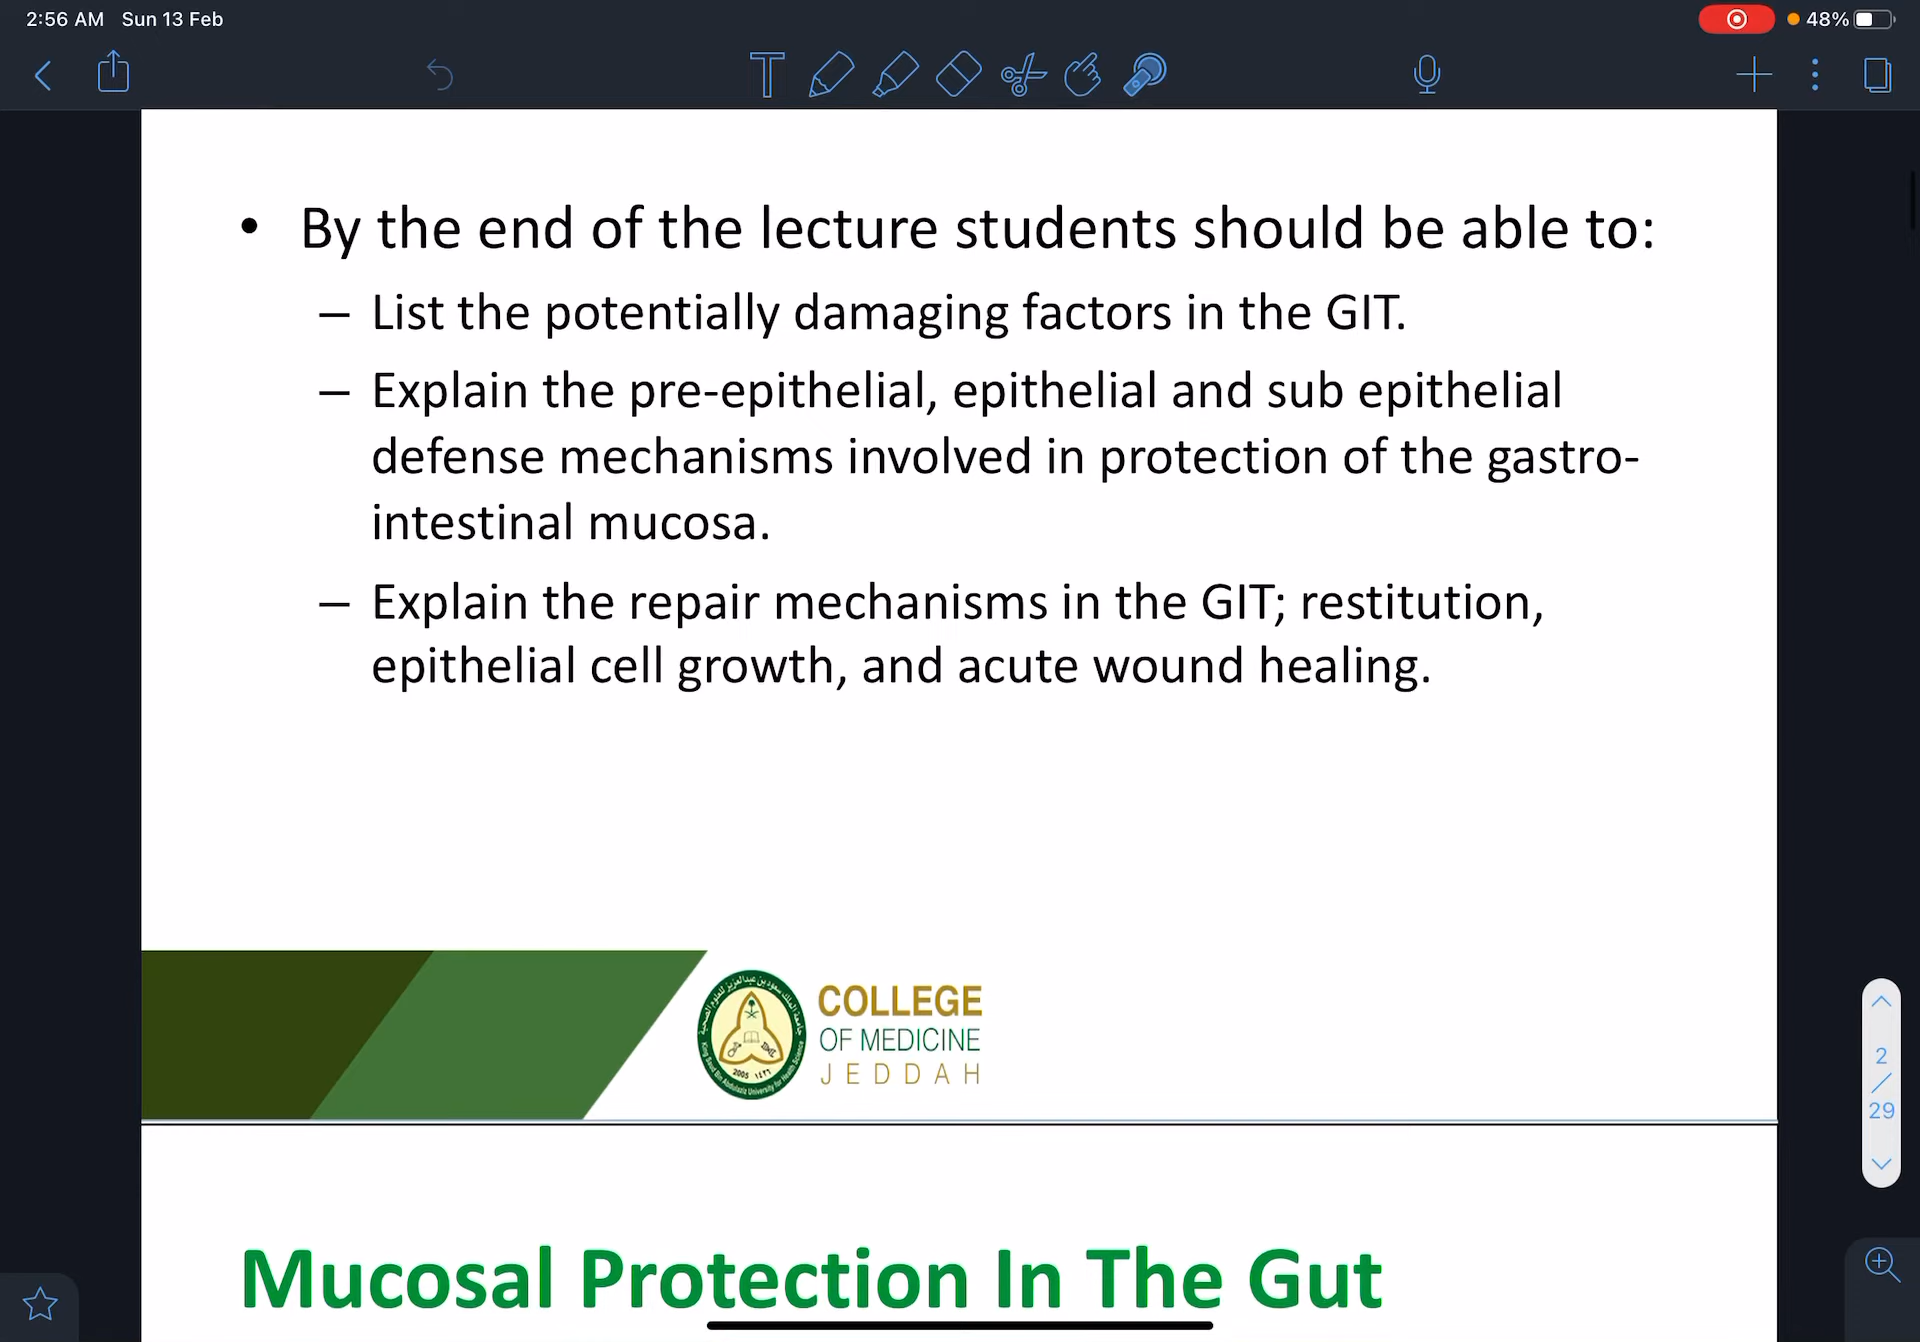 2:56 AM Sun 13 Feb
48%
• By the end of the lecture students should be able to:
– List the potentially damaging factors in the GIT.
– Explain the pre-epithelial, epithelial and sub epithelial
defense mechanisms involved in protection of the gastro-
intestinal mucosa.
– Explain the repair mechanisms in the GIT; restitution,
epithelial cell growth, and acute wound healing.
COLLEGE
OF MEDICINE
JEDDAH
2005
2
/
29
Mucosal Protection In The Gut